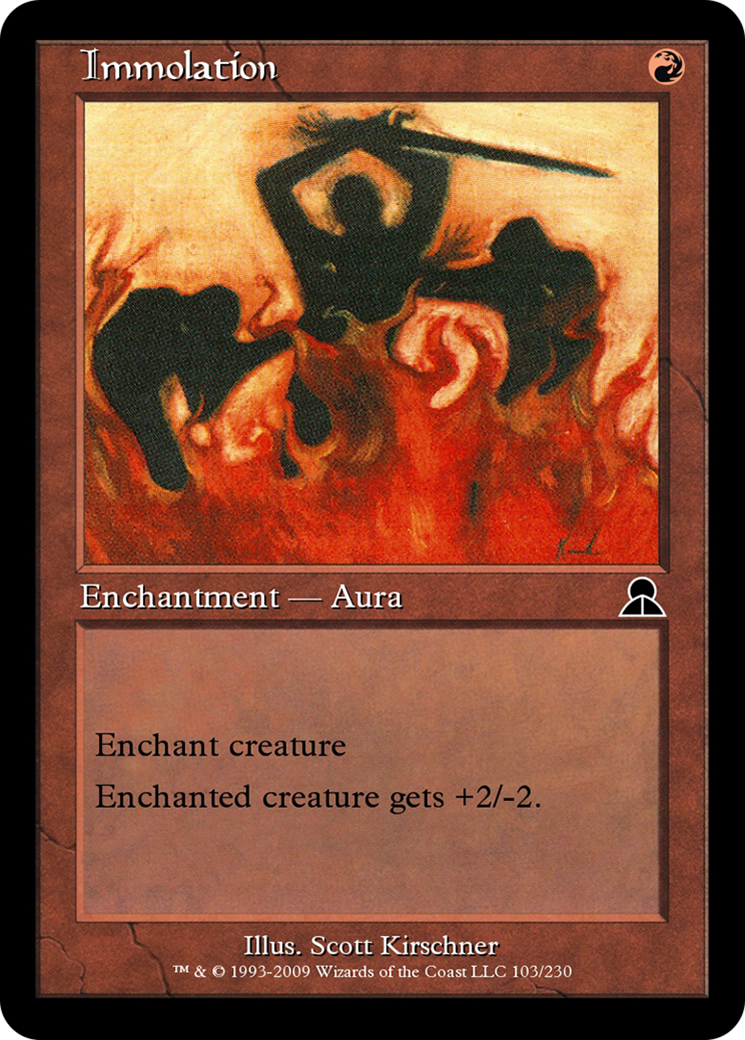 Immolation
Enchantment — Aura
Enchant creature
Enchanted creature gets +2/-2.
Illus. Scott Kirschner
™ & © 1993-2009 Wizards of the Coast LLC 103/230